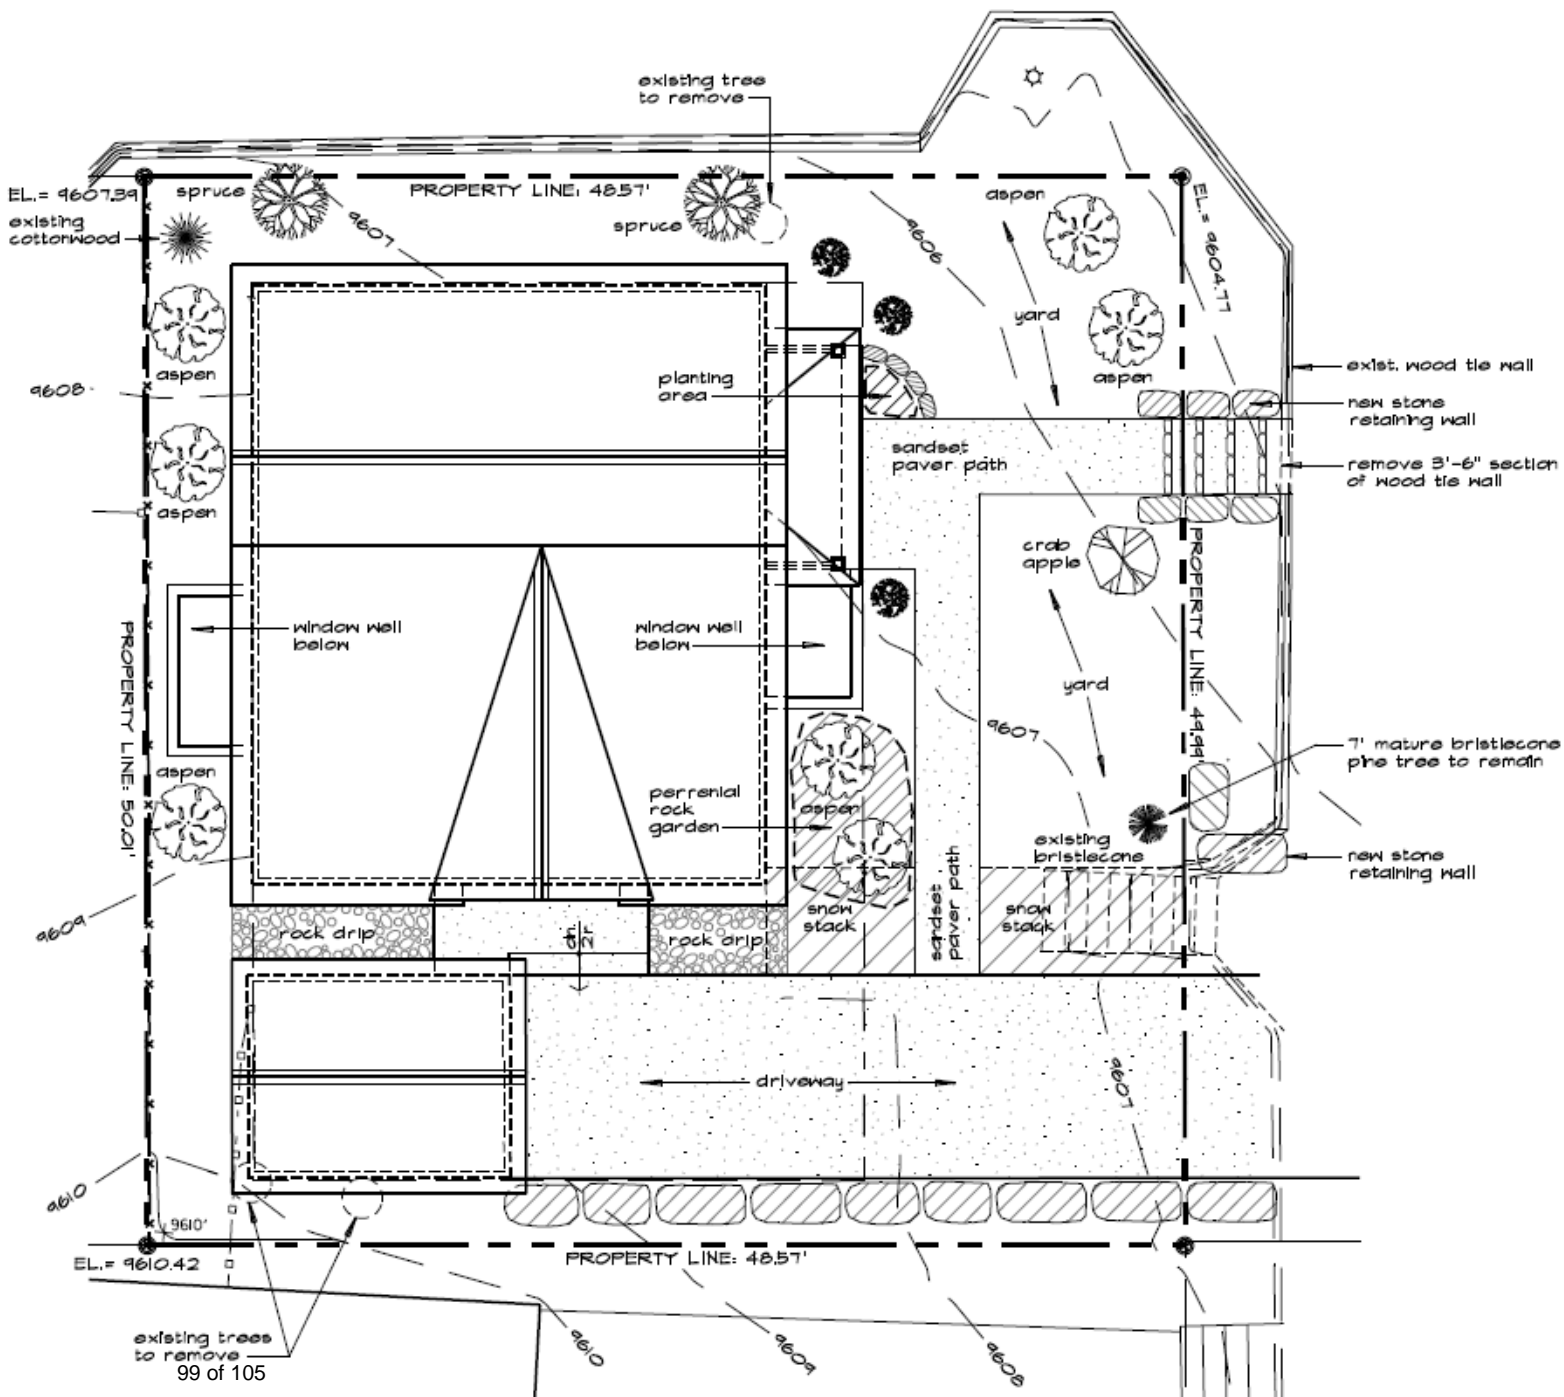 existing tree
to remove
EL.= 9607.39
spruce
PROPERTY LINE: 48.57'
aspen
EL.= 9604.77
existing
cottonwood
9607
spruce
9606
yard
aspen
aspen
exist. wood tie wall
9608
planting
area
new stone
retaining wall
sandset
paver path
remove 3'-6" section
of wood tie wall
aspen
crab
apple
PROPERTY LINE: 49.99'
window well
below
window well
below
PROPERTY LINE: 50.01'
yard
9607
7' mature bristlecone
pine tree to remain
aspen
perrenial
rock
garden
aspen
existing
bristlecone
new stone
retaining wall
9609
rock drip
dn.
2r
rock drip
snow
stack
sandset
paver path
snow
stack
driveway
9607
9610
9610'
EL.= 9610.42
PROPERTY LINE: 48.57'
existing trees
to remove
9610
9609
9608
99 of 105